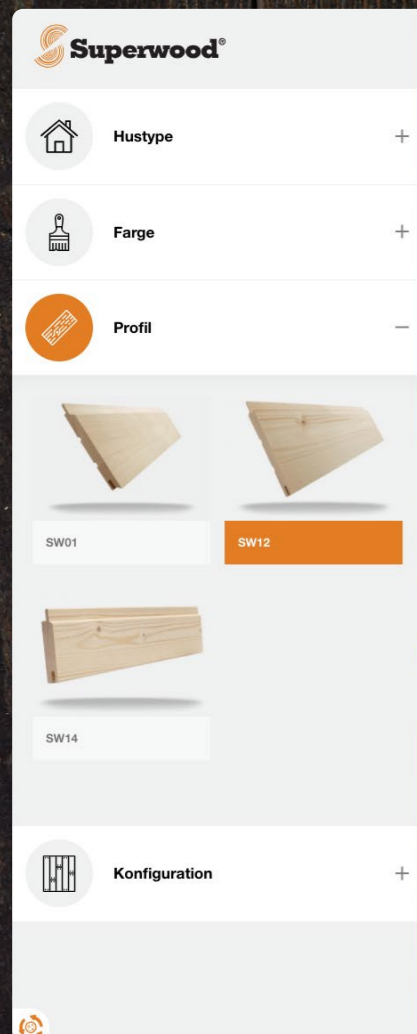 Superwood®
Hustype
Farge
Profil
SW01
SW12
SW14
Konfiguration